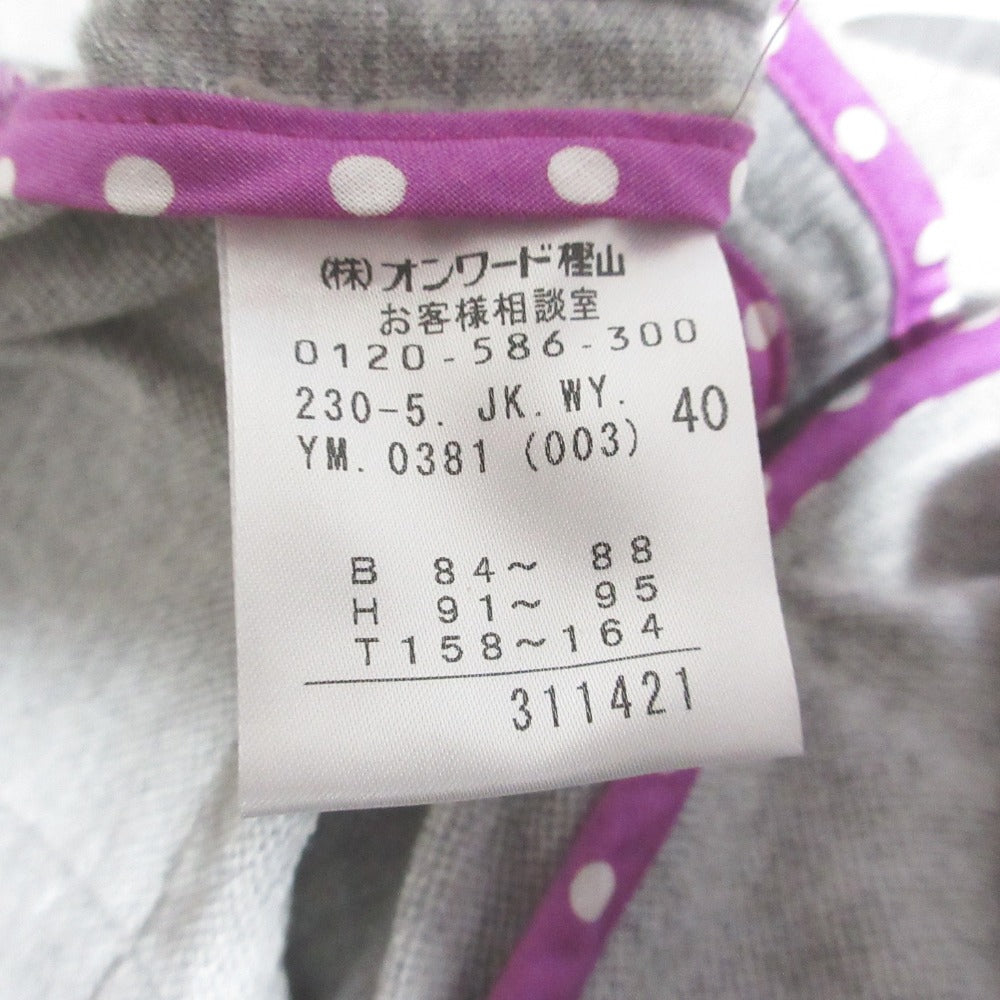 (株)オンワード樫山
お客様相談室
0120-586-300
230-5. JK. WY.
YM. 0381 (003) 40
B 84～ 88
H 91～ 95
T158～164
311421